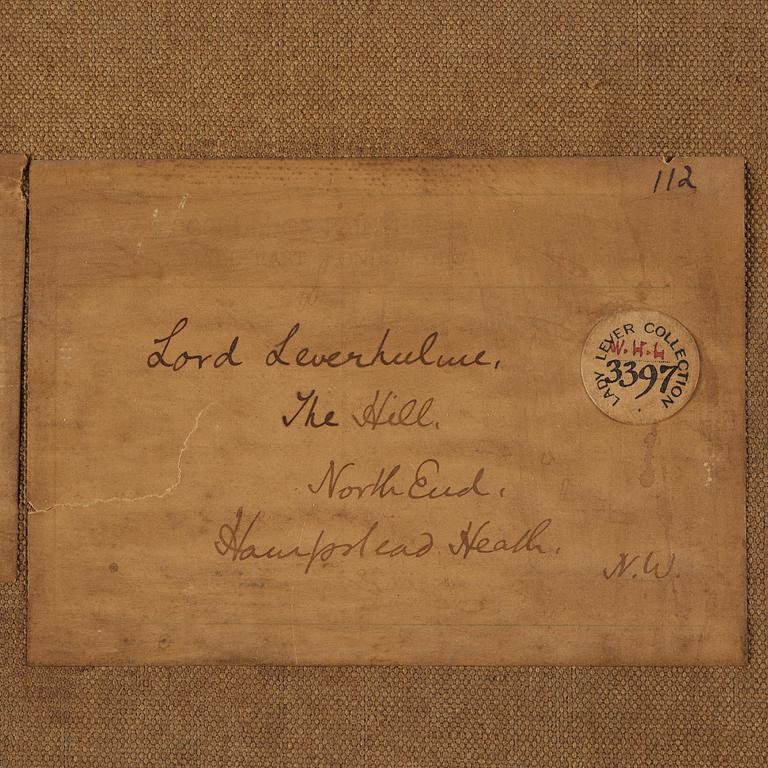 112
Lord Leverhulme.
The Hill.
North End.
Hampstead Heath.
N.W.
LADY LEVER COLLECTION
W.H.L
3397